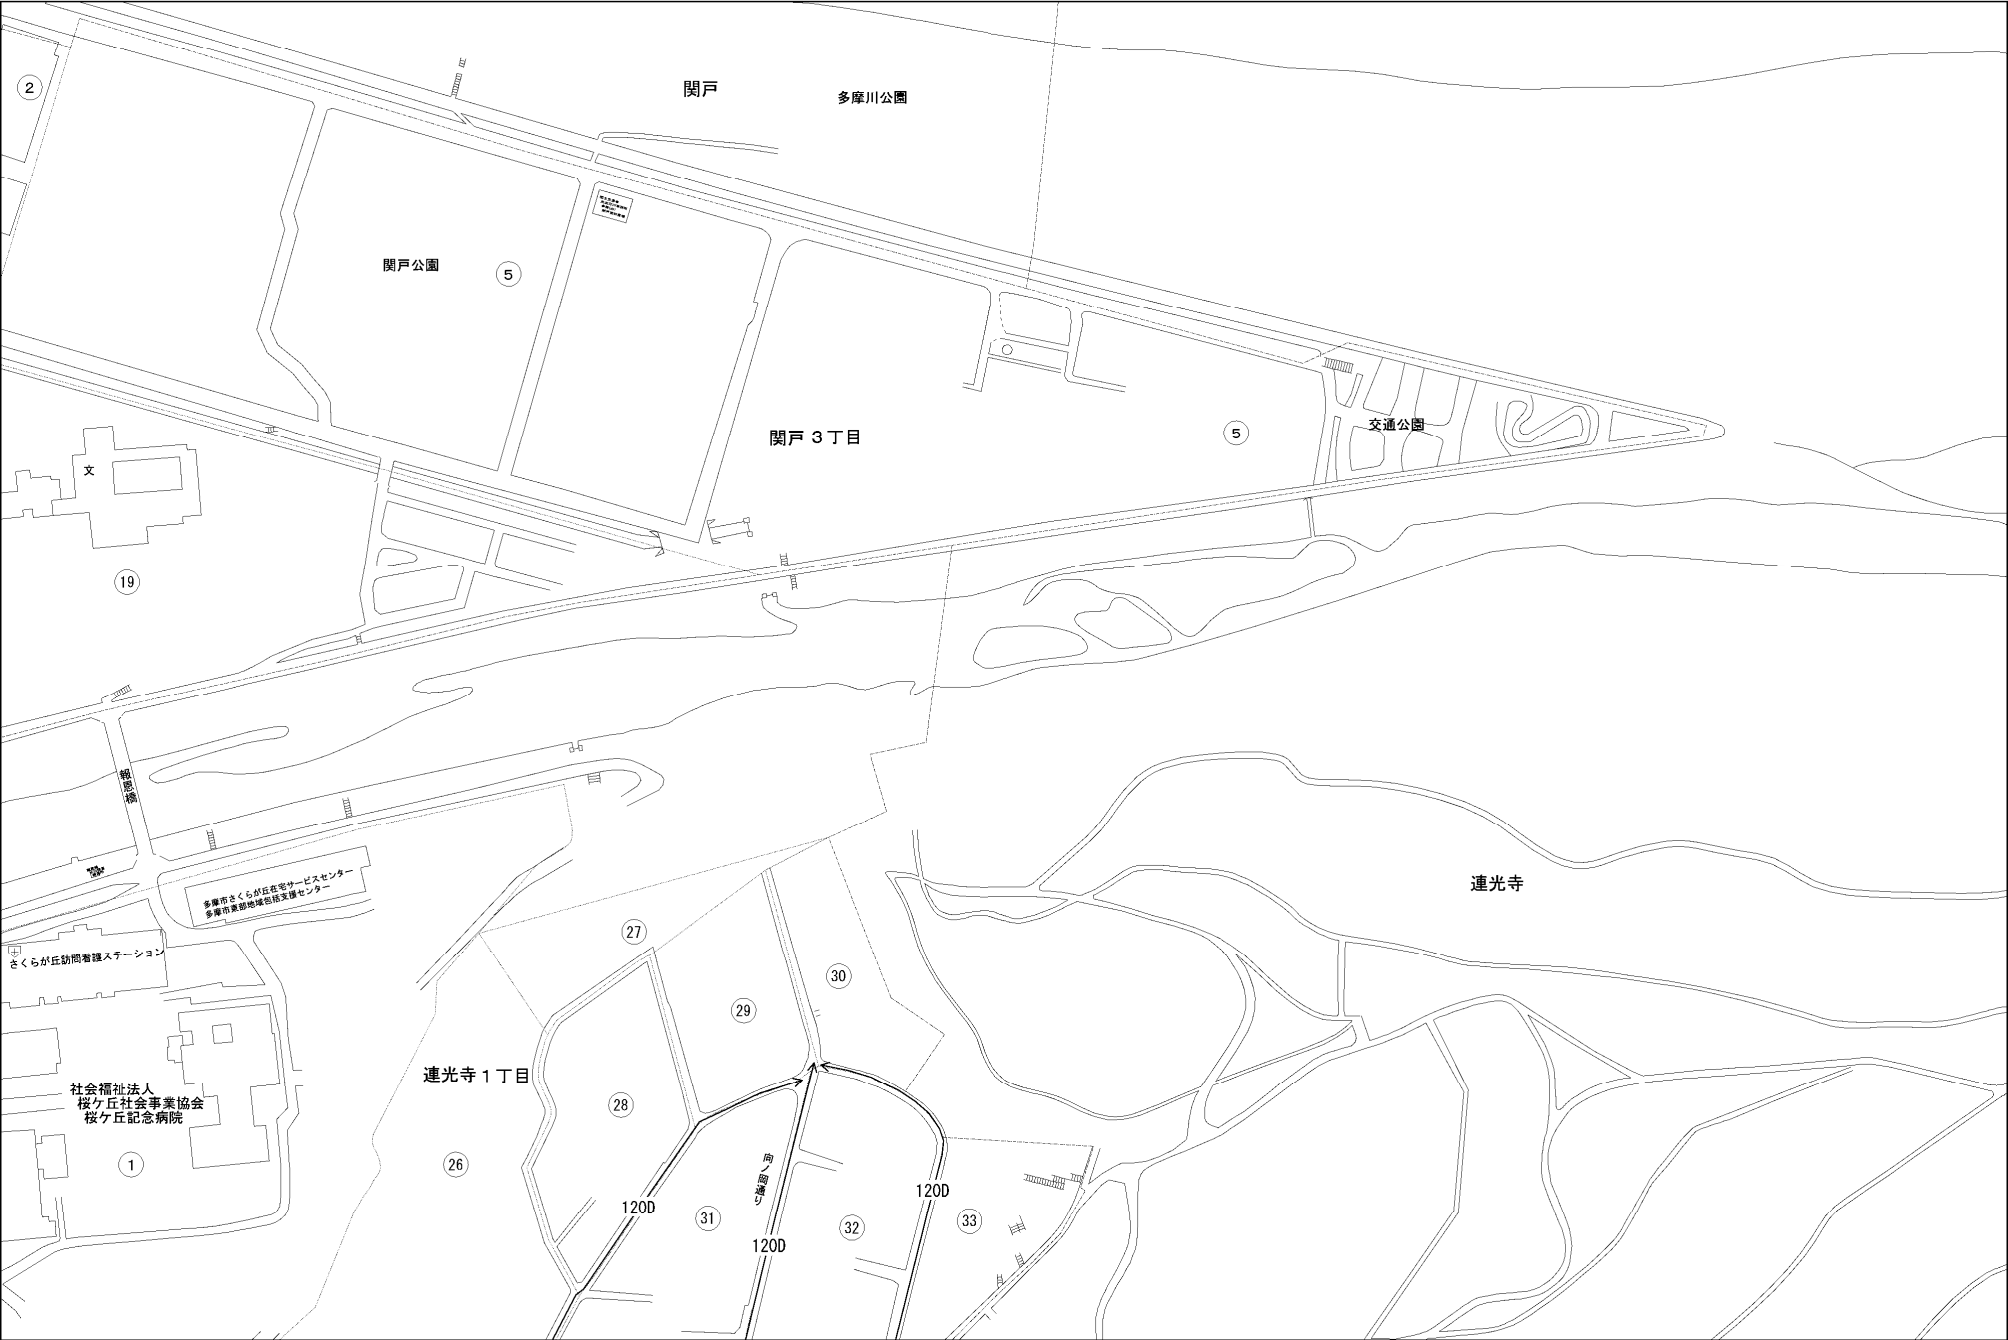 ②
関戸
多摩川公園
関戸公園
⑤
関戸３丁目
⑤
交通公園
文
⑲
報恩橋
多摩市さくらが丘在宅サービスセンター
多摩市東部地域包括支援センター
さくらが丘訪問看護ステーション
連光寺
㉗
㉚
㉙
連光寺１丁目
㉘
社会福祉法人
桜ケ丘社会事業協会
桜ケ丘記念病院
①
㉖
向ノ岡通り
120D
120D
120D
㉛
㉜
㉝